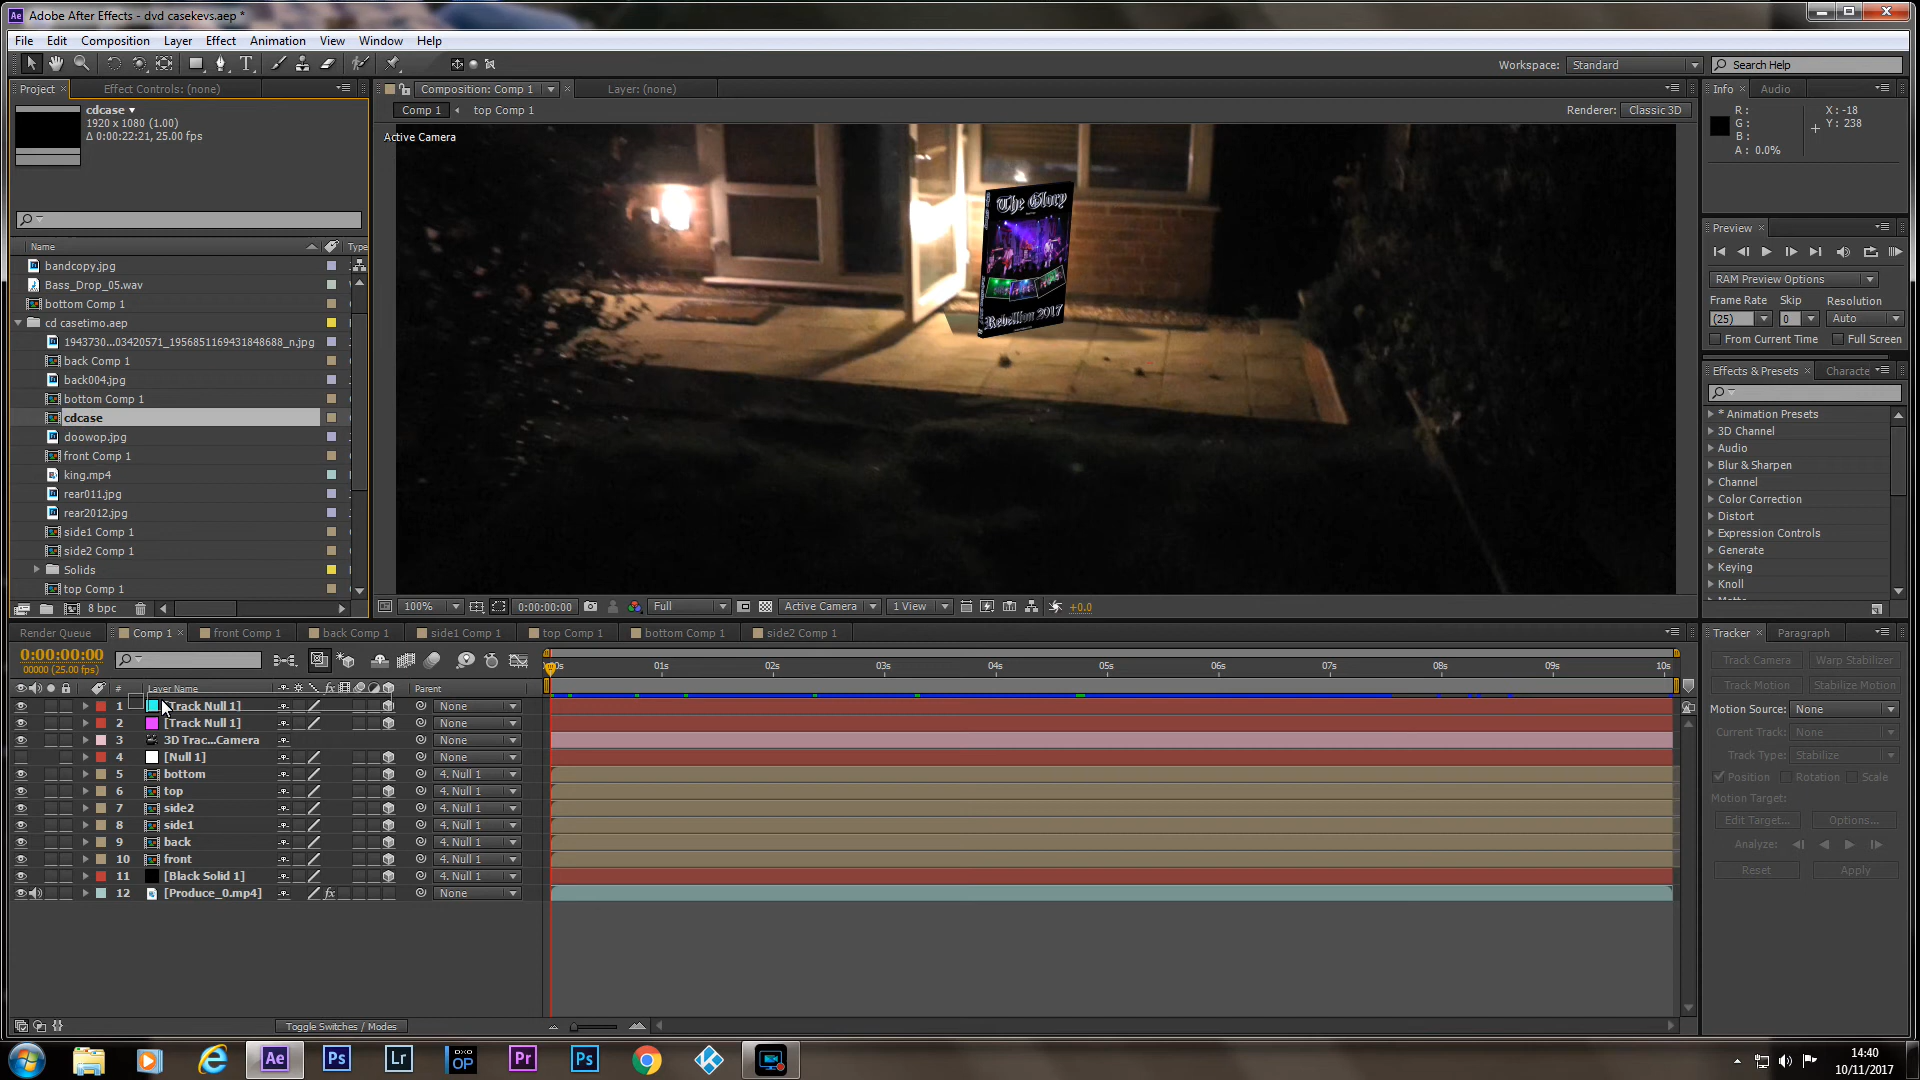 Adobe After Effects - dvd casekevs.aep *
File Edit Composition Layer Effect Animation View Window Help
Workspace: Standard Search Help
Project Effect Controls: (none)
cdcase
1920 x 1080 (1.00)
Δ 0:00:22:21, 25.00 fps
Name Type
bandcopy.jpg
Bass_Drop_05.wav
bottom Comp 1
cd casetimo.aep
1943730...03420571_1956851169431848688_n.jpg
back Comp 1
back004.jpg
bottom Comp 1
cdcase
doowop.jpg
front Comp 1
king.mp4
rear011.jpg
rear2012.jpg
side1 Comp 1
side2 Comp 1
Solids
top Comp 1
8 bpc
Composition: Comp 1 Layer: (none)
Comp 1 top Comp 1 Renderer: Classic 3D
Active Camera
The Glory
Rebellion 2017
100% 0:00:00:00 Full Active Camera 1 View +0.0
Info Audio
R: X: -18
G: Y: 238
B:
A: 0.0%
Preview
RAM Preview Options
Frame Rate Skip Resolution
(25) 0 Auto
From Current Time Full Screen
Effects & Presets Characte
* Animation Presets
3D Channel
Audio
Blur & Sharpen
Channel
Color Correction
Distort
Expression Controls
Generate
Keying
Knoll
Matte
Render Queue Comp 1 front Comp 1 back Comp 1 side1 Comp 1 top Comp 1 bottom Comp 1 side2 Comp 1
0:00:00:00
00000 (25.00 fps)
0s 01s 02s 03s 04s 05s 06s 07s 08s 09s 10s
# Layer Name fx Parent
1 [Track Null 1] None
2 [Track Null 1] None
3 3D Trac...Camera None
4 [Null 1] None
5 bottom 4. Null 1
6 top 4. Null 1
7 side2 4. Null 1
8 side1 4. Null 1
9 back 4. Null 1
10 front 4. Null 1
11 [Black Solid 1] None
12 [Produce_0.mp4] fx None
Toggle Switches / Modes
Tracker Paragraph
Track Camera Warp Stabilizer
Track Motion Stabilize Motion
Motion Source: None
Current Track: None
Track Type: Stabilize
Position Rotation Scale
Motion Target:
Edit Target... Options...
Analyze:
Reset Apply
Ae Ps Lr DXO OP Pr Ps
14:40
10/11/2017